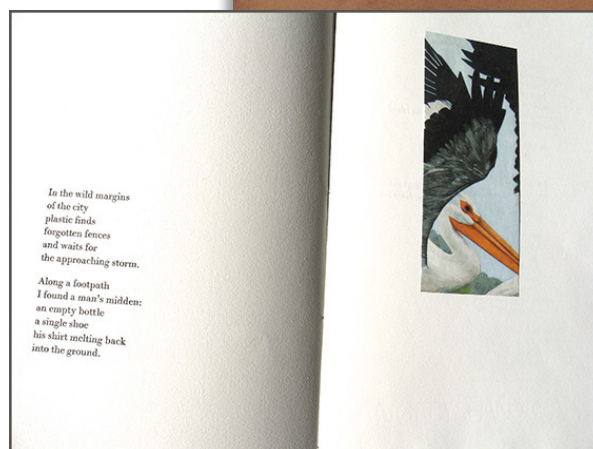 In the wild margins
of the city
plastic finds
forgotten fences
and waits for
the approaching storm.
Along a footpath
I found a man's midden:
an empty bottle
a single shoe
his shirt melting back
into the ground.